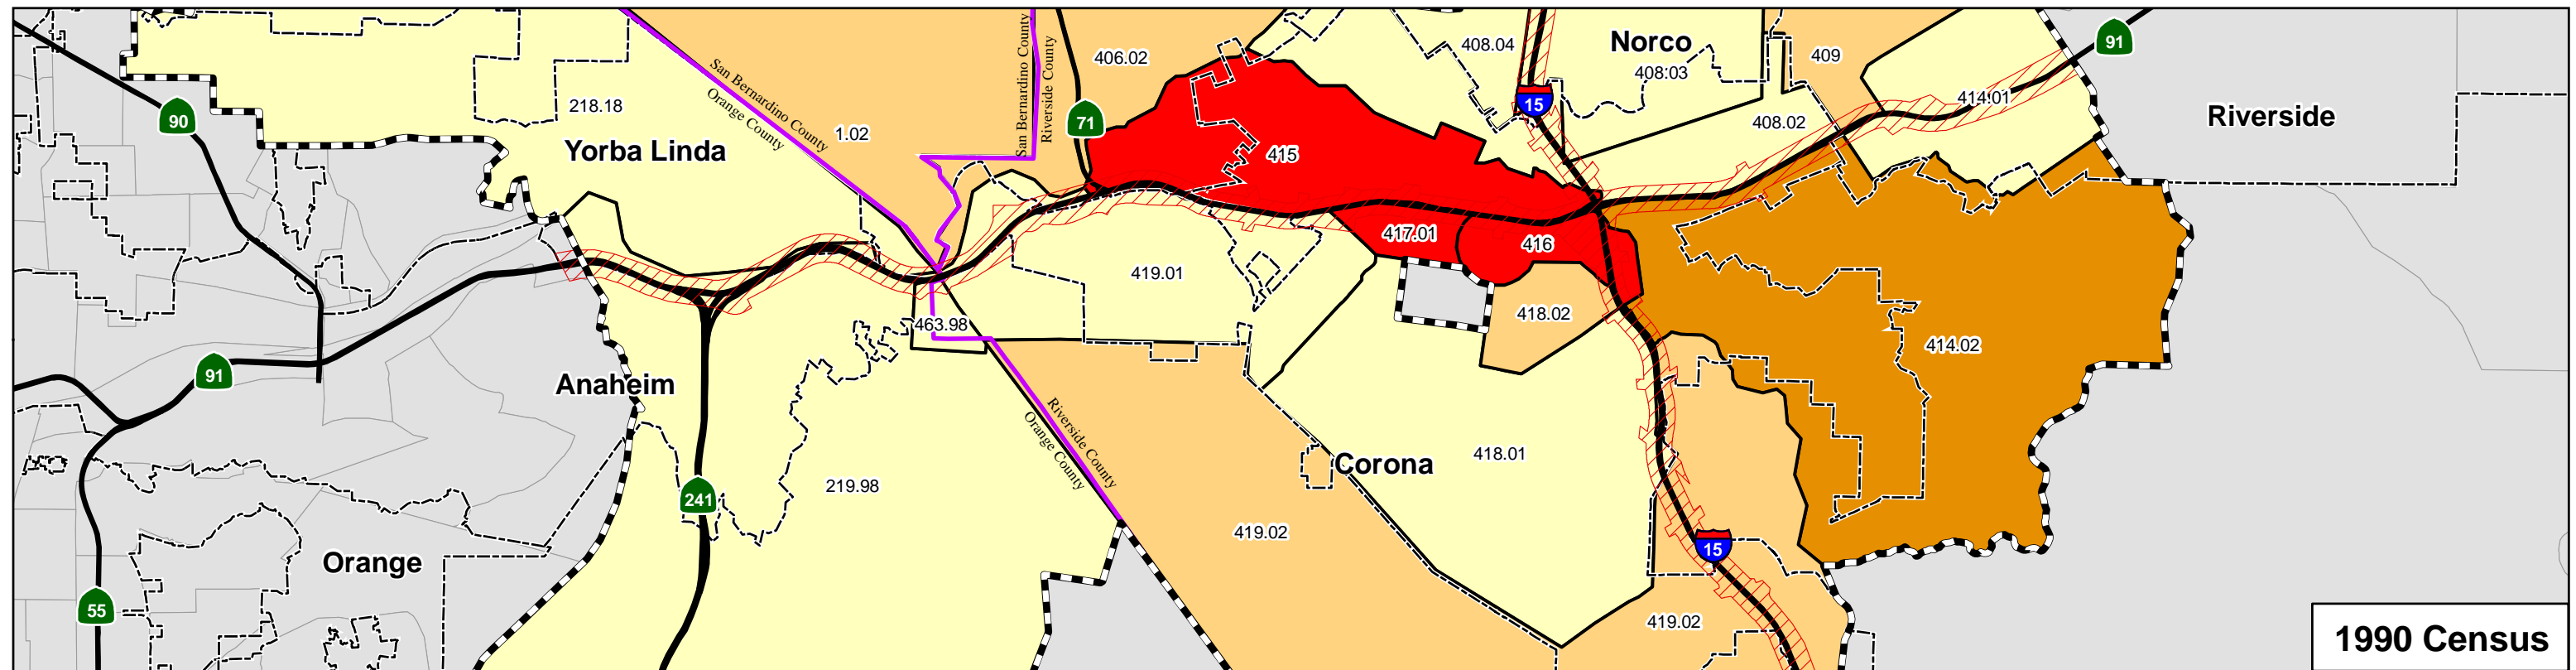 San Bernardino County
Riverside County
406.02
408.04
Norco
408.03
409
91
218.18
90
San Bernardino County
Orange County
1.02
71
15
414.01
408.02
Riverside
Yorba Linda
415
417.01
416
419.01
463.98
418.02
414.02
91
Anaheim
Riverside County
Orange County
Corona
418.01
241
219.98
419.02
15
Orange
55
419.02
1990 Census